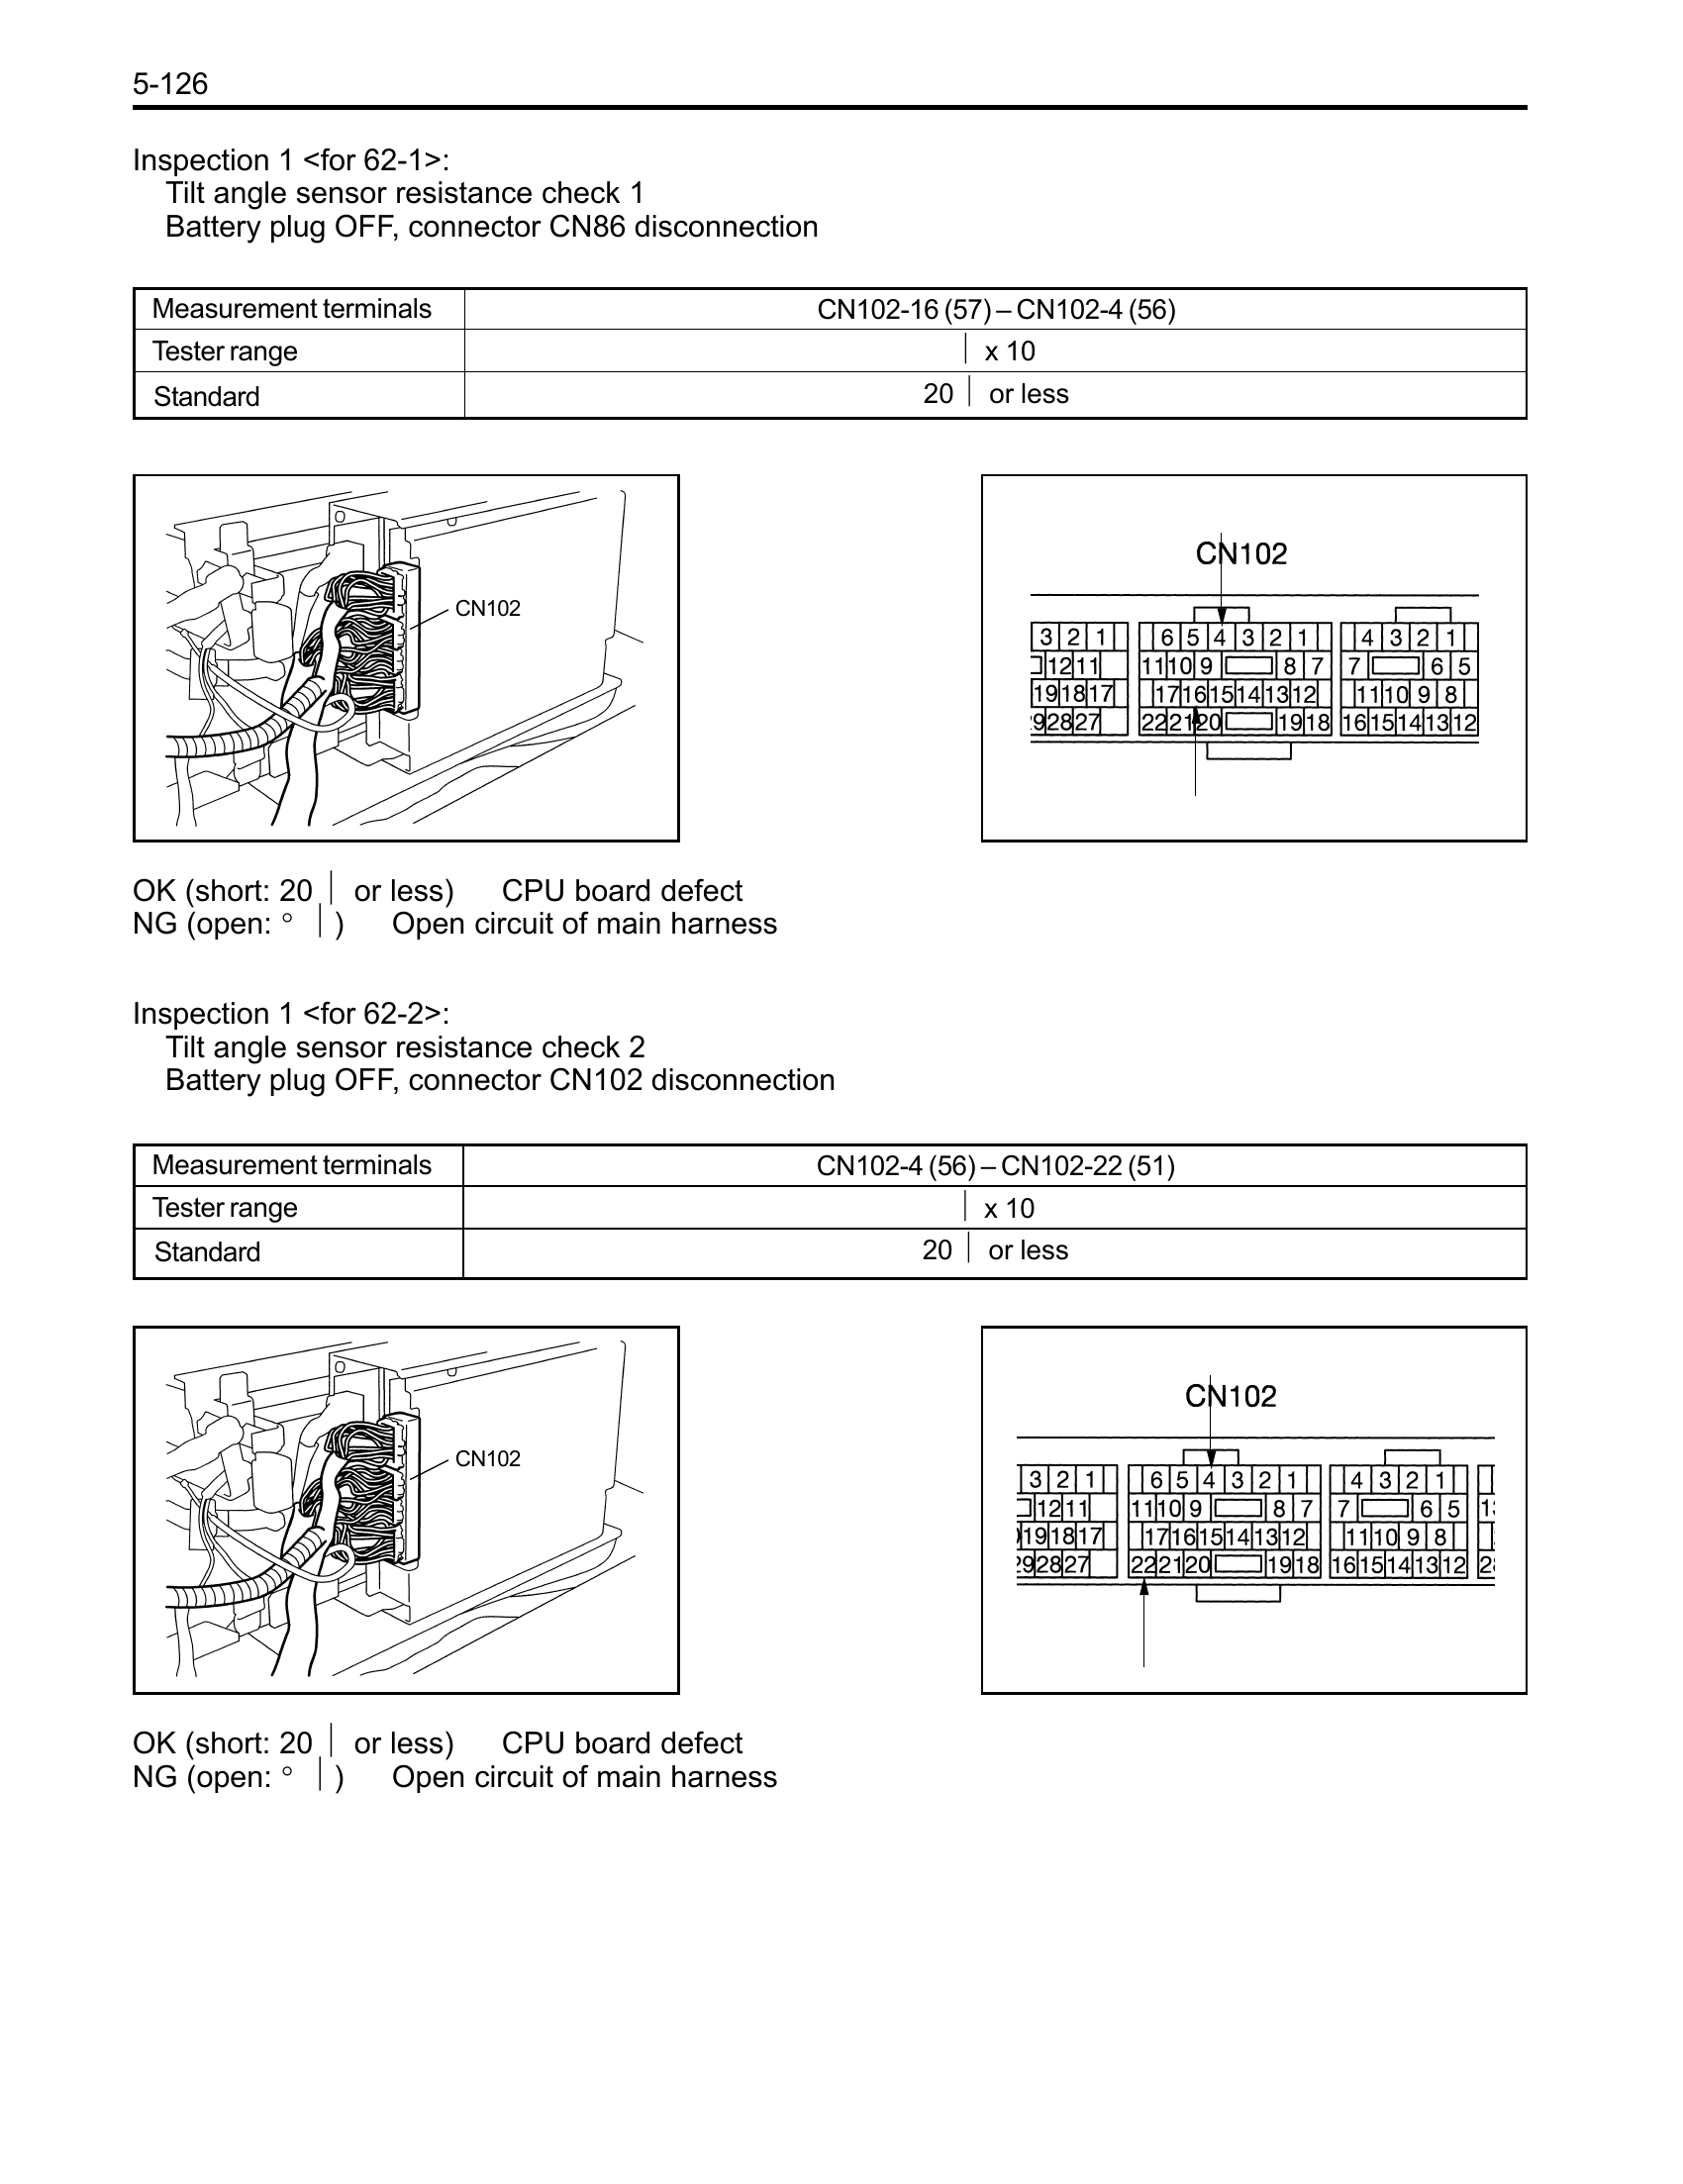 5-126
Inspection 1 <for 62-1>:
Tilt angle sensor resistance check 1
Battery plug OFF, connector CN86 disconnection
Measurement terminals CN102-16 (57) – CN102-4 (56)
Tester range | x 10
Standard 20 | or less
CN102
CN102
3 2 1 6 5 4 3 2 1 4 3 2 1
12 11 11 10 9 8 7 7 6 5
19 18 17 17 16 15 14 13 12 11 10 9 8
28 27 22 21 20 19 18 16 15 14 13 12
OK (short: 20 | or less) CPU board defect
NG (open: ° | ) Open circuit of main harness
Inspection 1 <for 62-2>:
Tilt angle sensor resistance check 2
Battery plug OFF, connector CN102 disconnection
Measurement terminals CN102-4 (56) – CN102-22 (51)
Tester range | x 10
Standard 20 | or less
CN102
CN102
3 2 1 6 5 4 3 2 1 4 3 2 1
12 11 11 10 9 8 7 7 6 5
19 18 17 17 16 15 14 13 12 11 10 9 8
28 27 22 21 20 19 18 16 15 14 13 12
OK (short: 20 | or less) CPU board defect
NG (open: ° | ) Open circuit of main harness